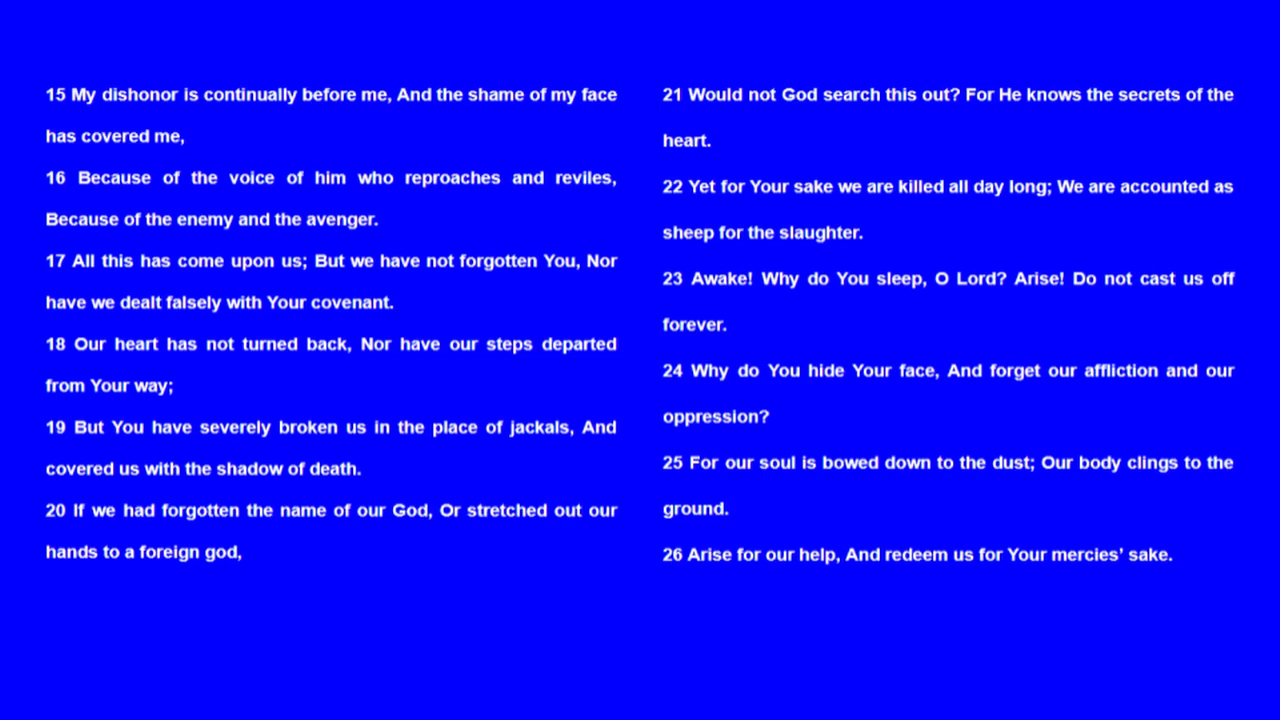 15 My dishonor is continually before me, And the shame of my face
has covered me,
16 Because of the voice of him who reproaches and reviles,
Because of the enemy and the avenger.
17 All this has come upon us; But we have not forgotten You, Nor
have we dealt falsely with Your covenant.
18 Our heart has not turned back, Nor have our steps departed
from Your way;
19 But You have severely broken us in the place of jackals, And
covered us with the shadow of death.
20 If we had forgotten the name of our God, Or stretched out our
hands to a foreign god,
21 Would not God search this out? For He knows the secrets of the
heart.
22 Yet for Your sake we are killed all day long; We are accounted as
sheep for the slaughter.
23 Awake! Why do You sleep, O Lord? Arise! Do not cast us off
forever.
24 Why do You hide Your face, And forget our affliction and our
oppression?
25 For our soul is bowed down to the dust; Our body clings to the
ground.
26 Arise for our help, And redeem us for Your mercies’ sake.